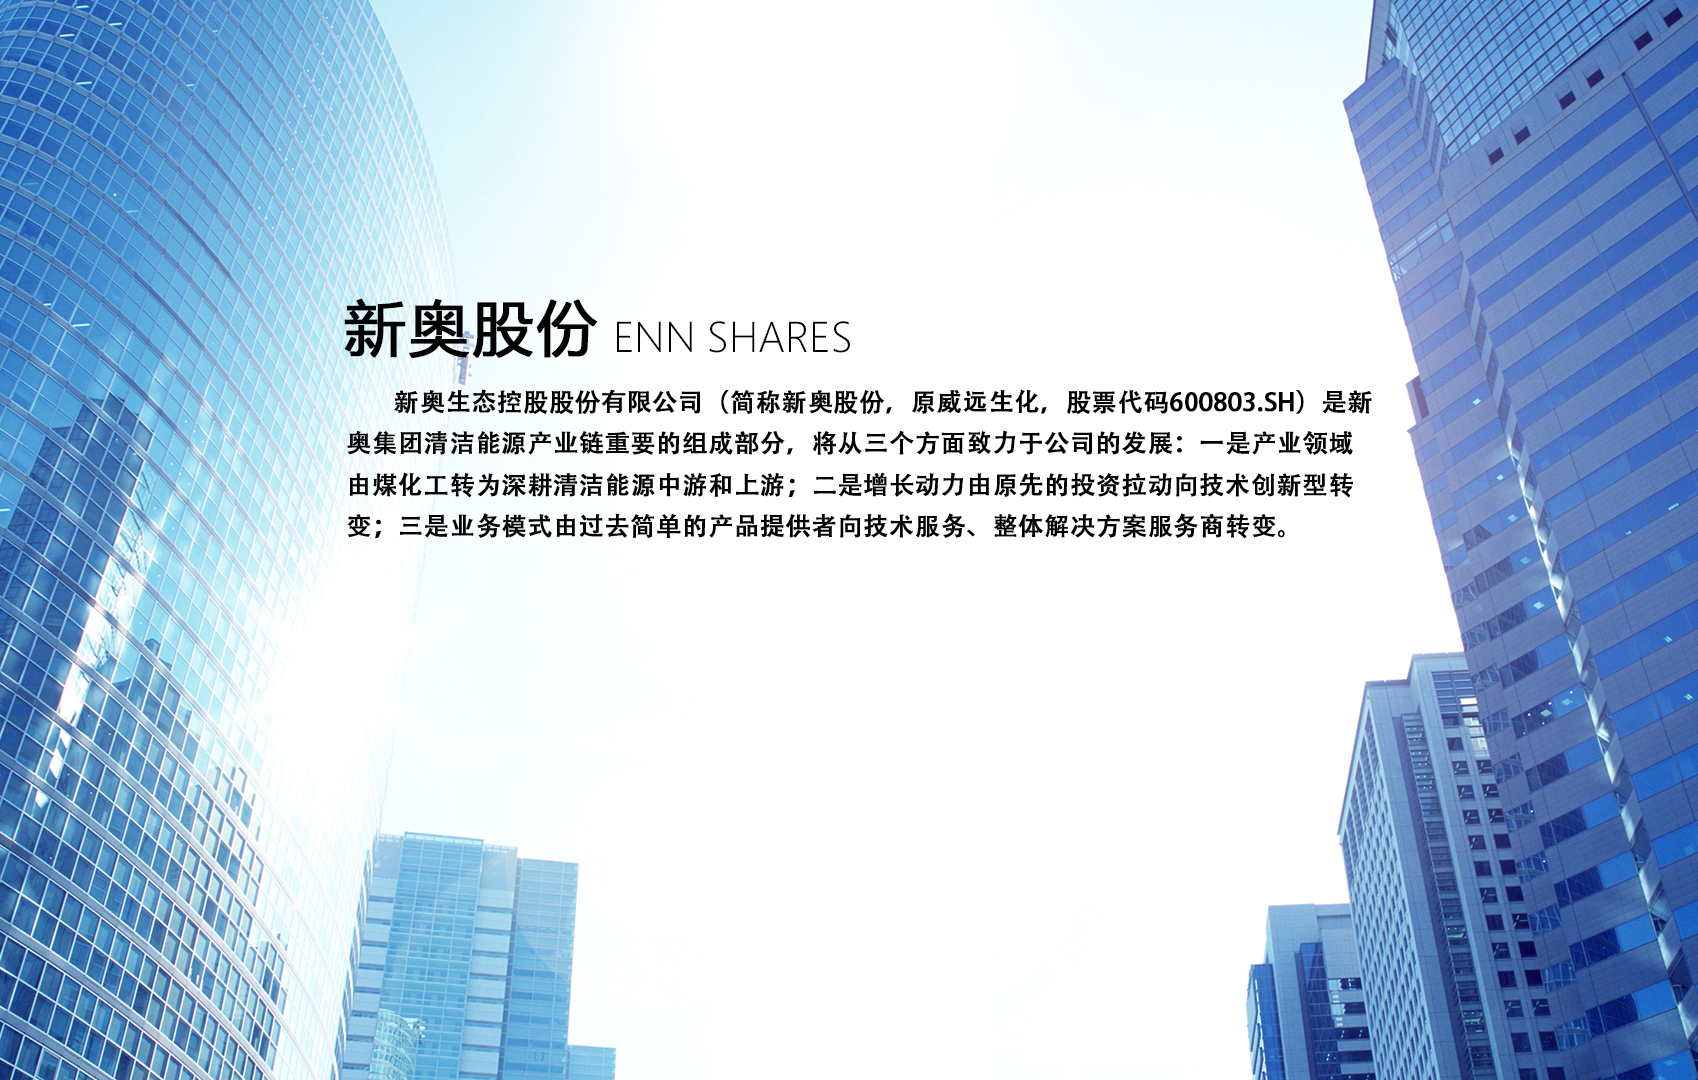 新奥股份 ENN SHARES
新奥生态控股股份有限公司（简称新奥股份，原威远生化，股票代码600803.SH）是新
奥集团清洁能源产业链重要的组成部分，将从三个方面致力于公司的发展：一是产业领域
由煤化工转为深耕清洁能源中游和上游；二是增长动力由原先的投资拉动向技术创新型转
变；三是业务模式由过去简单的产品提供者向技术服务、整体解决方案服务商转变。